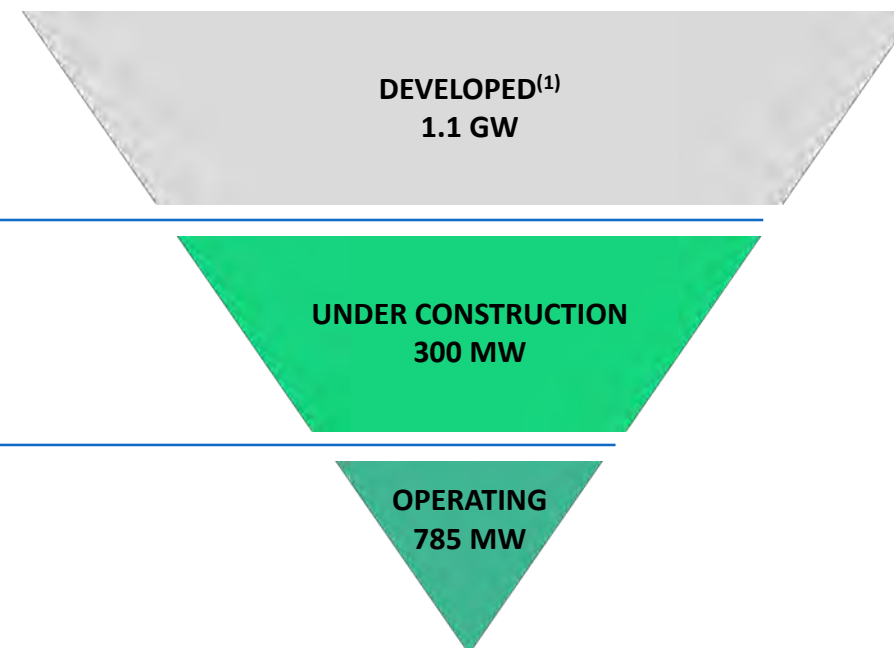 DEVELOPED(1)
1.1 GW
UNDER CONSTRUCTION
300 MW
OPERATING
785 MW